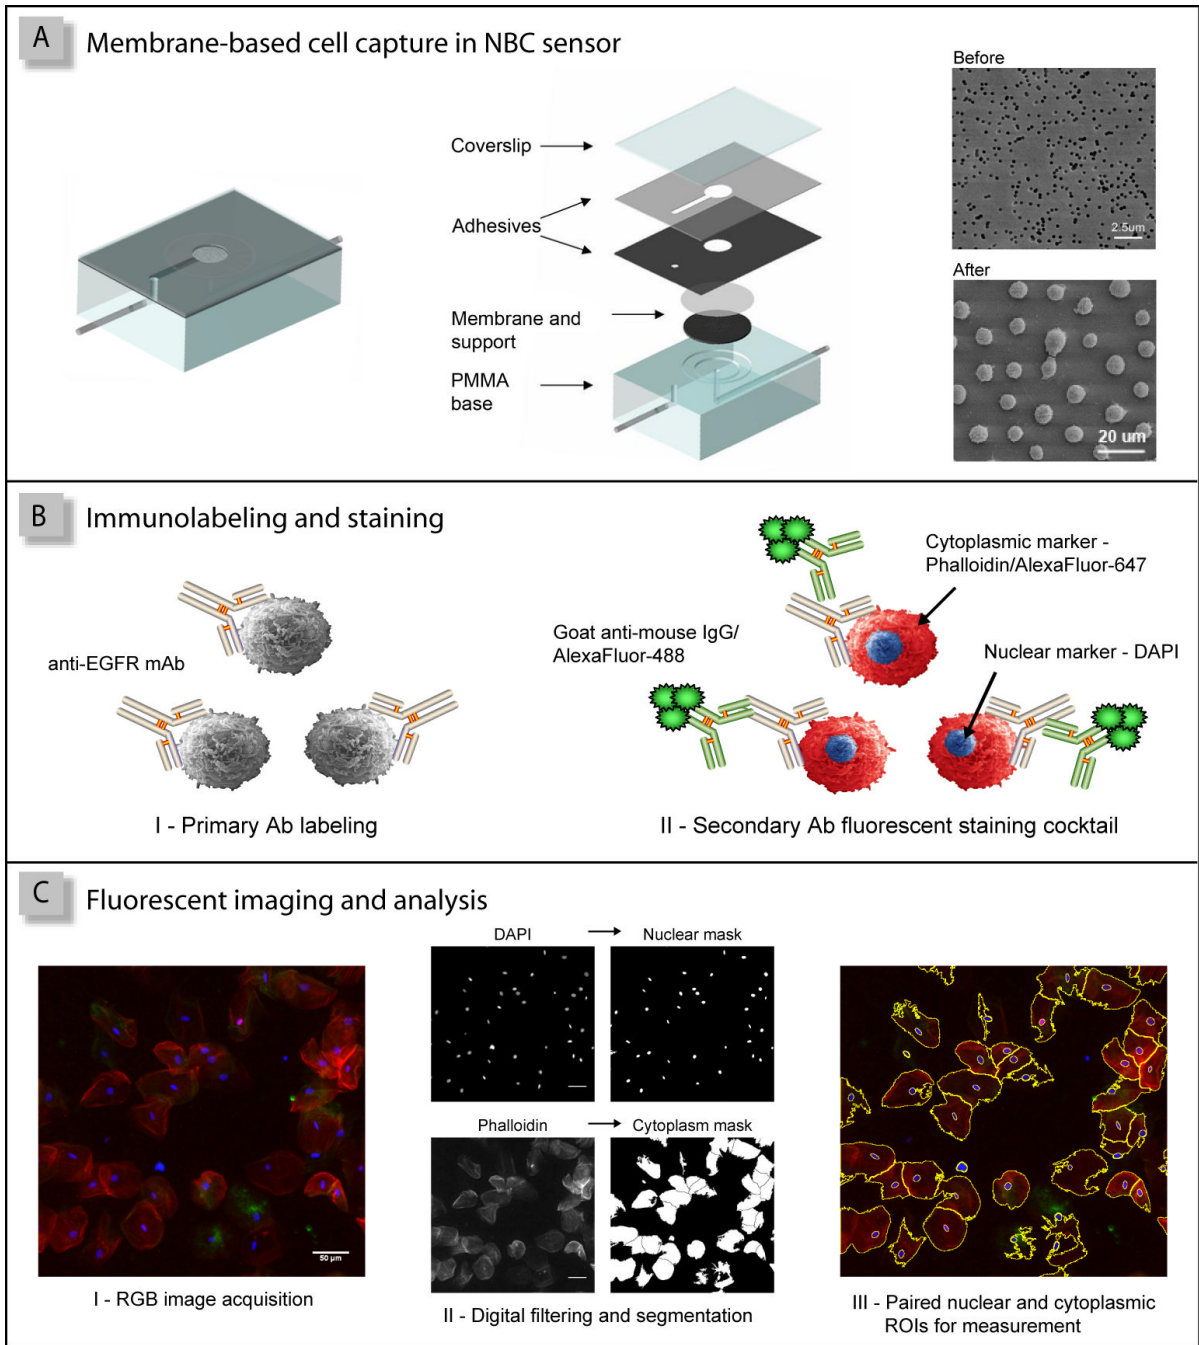 A
Membrane-based cell capture in NBC sensor
Coverslip
Adhesives
Membrane and
support
PMMA
base
Before
2.5um
After
20 um
B
Immunolabeling and staining
anti-EGFR mAb
I - Primary Ab labeling
Cytoplasmic marker -
Phalloidin/AlexaFluor-647
Goat anti-mouse IgG/
AlexaFluor-488
Nuclear marker - DAPI
II - Secondary Ab fluorescent staining cocktail
C
Fluorescent imaging and analysis
50 µm
I - RGB image acquisition
DAPI
Nuclear mask
Phalloidin
Cytoplasm mask
II - Digital filtering and segmentation
III - Paired nuclear and cytoplasmic
ROIs for measurement